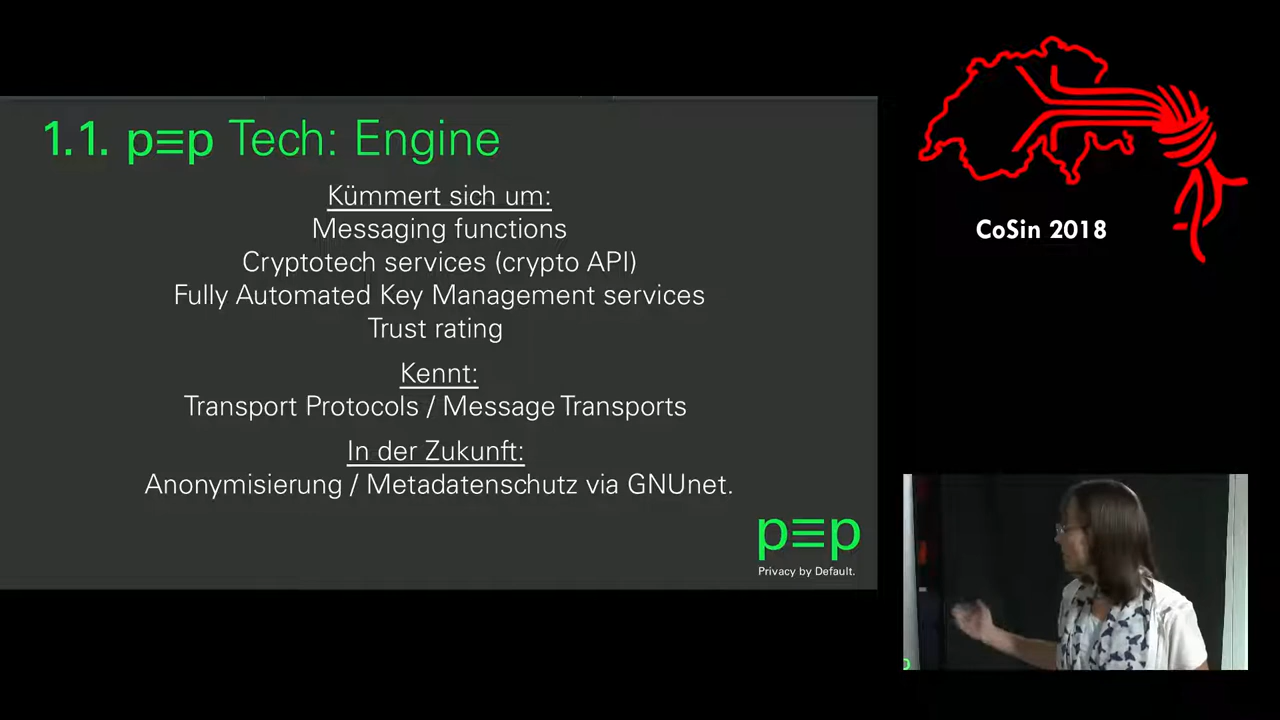 1.1. p≡p Tech: Engine
Kümmert sich um:
Messaging functions
Cryptotech services (crypto API)
Fully Automated Key Management services
Trust rating
Kennt:
Transport Protocols / Message Transports
In der Zukunft:
Anonymisierung / Metadatenschutz via GNUnet.
p≡p
Privacy by Default.
CoSin 2018